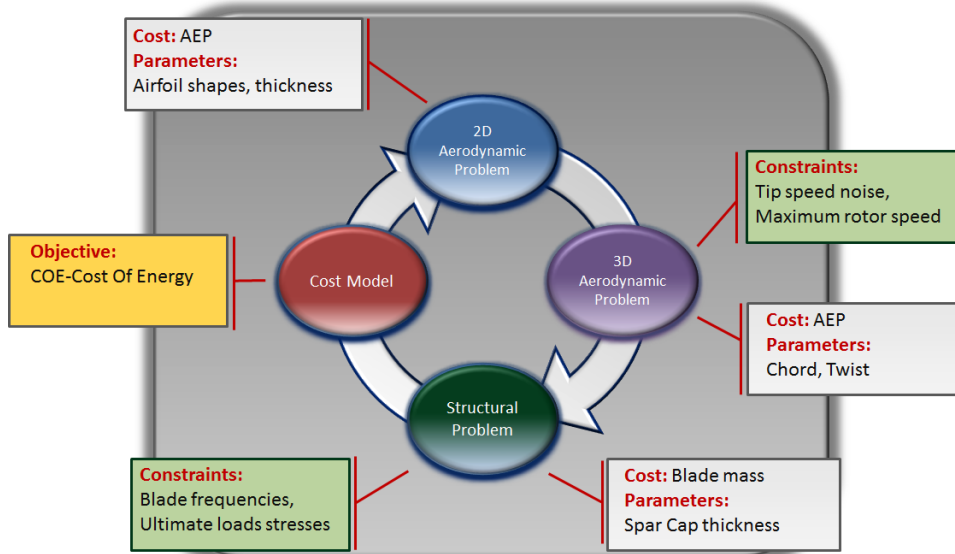 Cost: AEP
Parameters:
Airfoil shapes, thickness
2D
Aerodynamic
Problem
Constraints:
Tip speed noise,
Maximum rotor speed
Objective:
COE-Cost Of Energy
Cost Model
3D
Aerodynamic
Problem
Cost: AEP
Parameters:
Chord, Twist
Structural
Problem
Constraints:
Blade frequencies,
Ultimate loads stresses
Cost: Blade mass
Parameters:
Spar Cap thickness